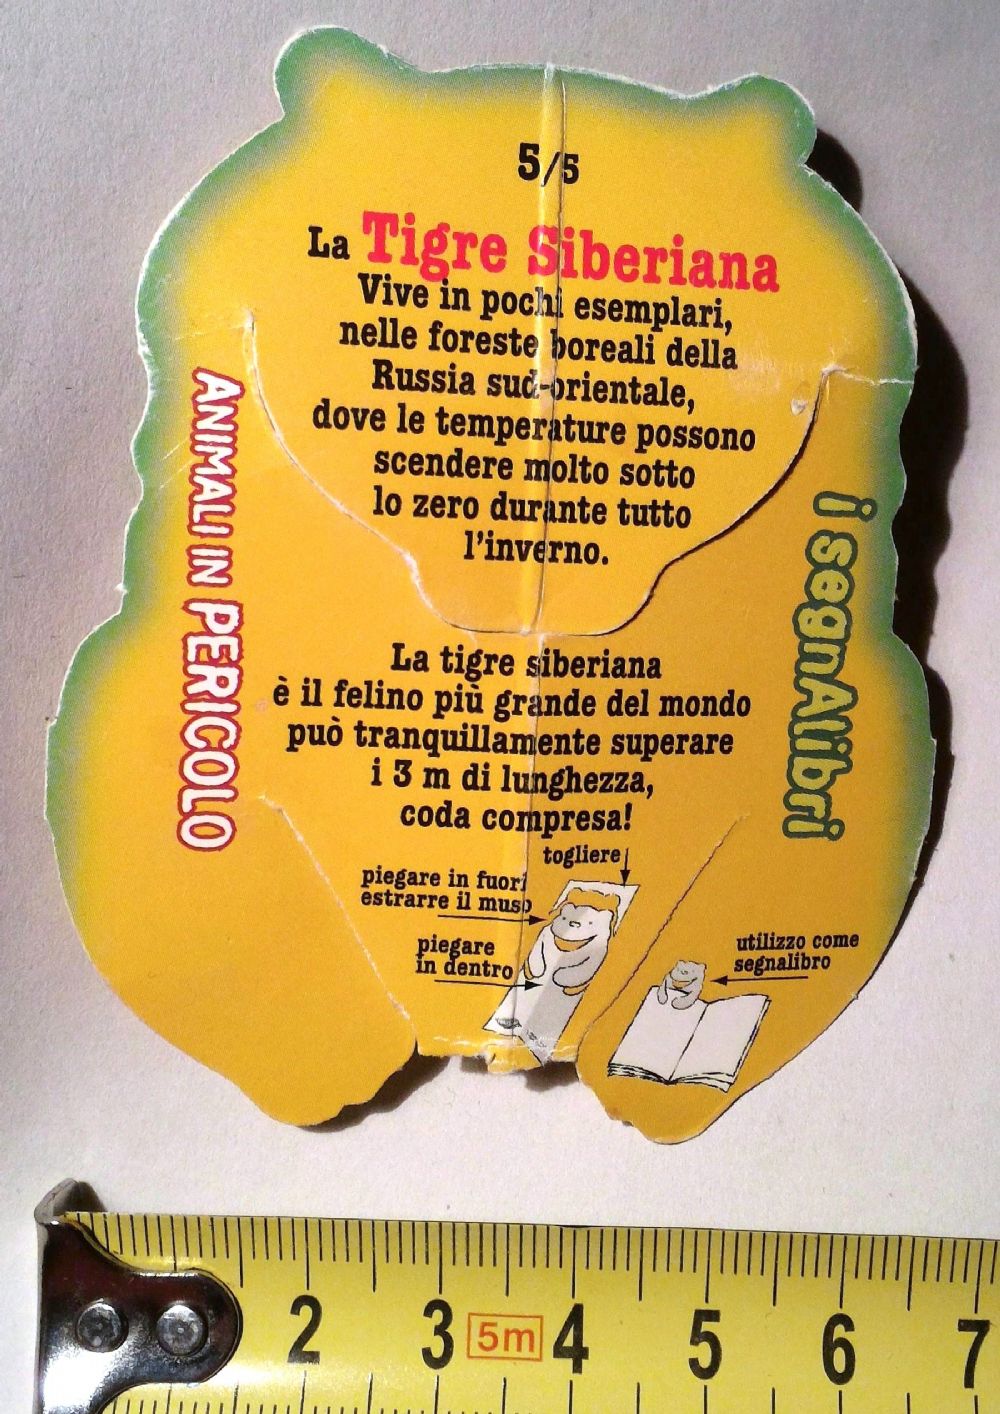 5/5
La Tigre Siberiana
Vive in pochi esemplari,
nelle foreste boreali della
Russia sud-orientale,
dove le temperature possono
scendere molto sotto
lo zero durante tutto
l'inverno.
ANIMALI IN PERICOLO
i segnAlibri
La tigre siberiana
è il felino più grande del mondo
può tranquillamente superare
i 3 m di lunghezza,
coda compresa!
togliere
piegare in fuori
estrarre il muso
piegare
in dentro
utilizzo come
segnalibro
2 3 5m 4 5 6 7